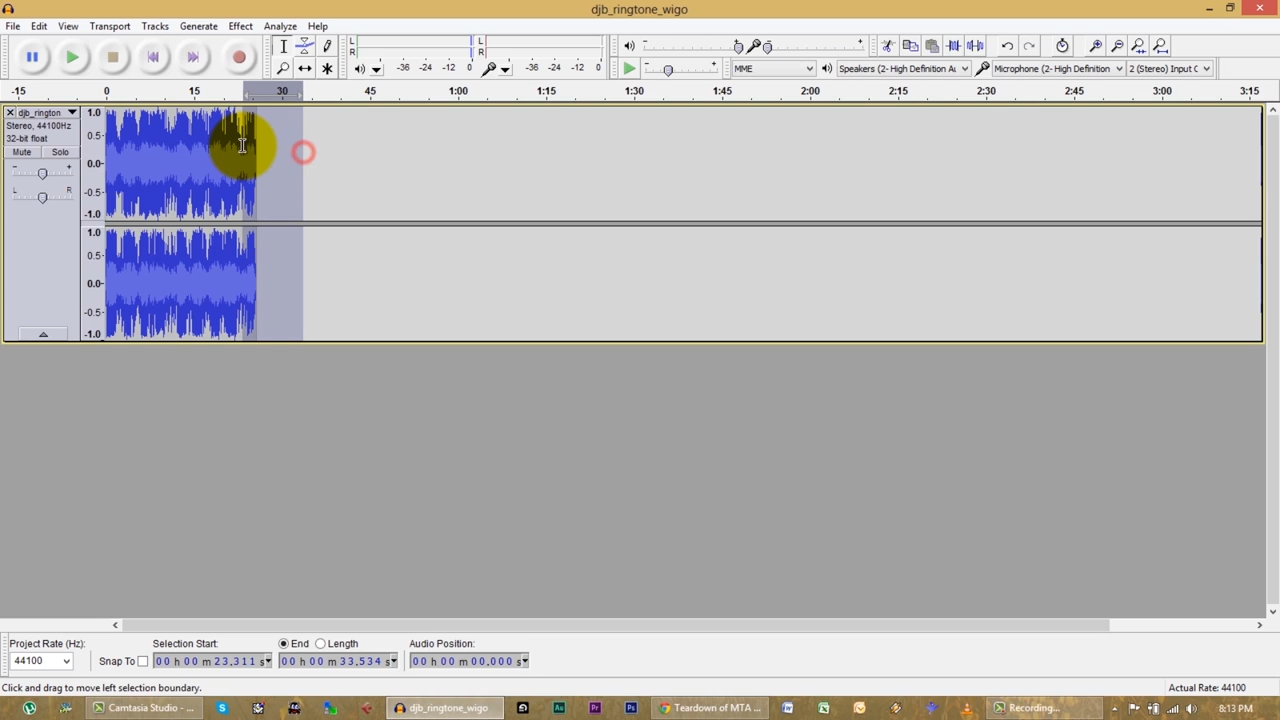 djb_ringtone_wigo
File Edit View Transport Tracks Generate Effect Analyze Help
L R -36 -24 -12 0 L R -36 -24 -12 0
MME Speakers (2- High Definition Au Microphone (2- High Definition 2 (Stereo) Input C
-15 0 15 30 45 1:00 1:15 1:30 1:45 2:00 2:15 2:30 2:45 3:00 3:15
djb_rington
Stereo, 44100Hz
32-bit float
Mute Solo
- +
L R
1.0
0.5-
0.0-
-0.5-
-1.0
1.0
0.5-
0.0-
-0.5-
-1.0
Project Rate (Hz): Selection Start: End Length Audio Position:
44100 Snap To 00 h 00 m 23.311 s 00 h 00 m 33.534 s 00 h 00 m 00.000 s
Click and drag to move left selection boundary. Actual Rate: 44100
Camtasia Studio - ... djb_ringtone_wigo Au Pr Ps Teardown of MTA ... Recording... 8:13 PM